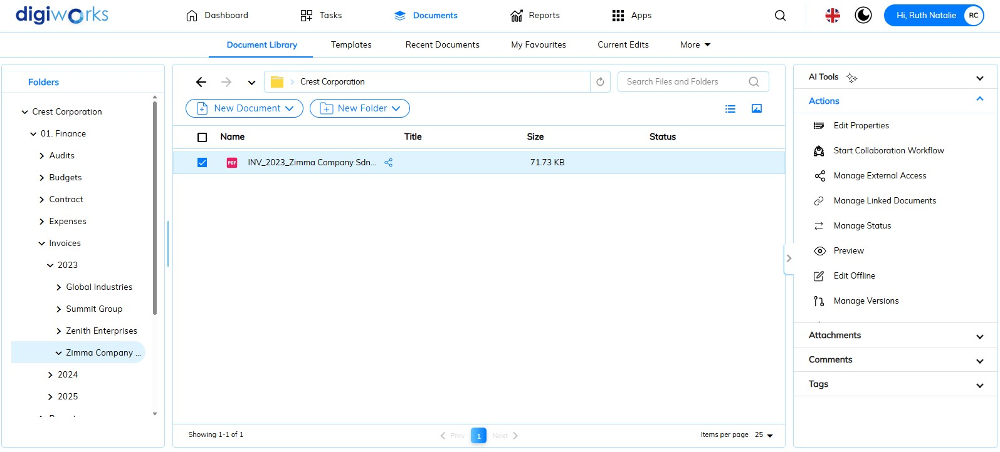 digiworks
Dashboard
Tasks
Documents
Reports
Apps
Hi, Ruth Natalie
RC
Document Library
Templates
Recent Documents
My Favourites
Current Edits
More
Folders
Crest Corporation
01. Finance
Audits
Budgets
Contract
Expenses
Invoices
2023
Global Industries
Summit Group
Zenith Enterprises
Zimma Company ...
2024
2025
Crest Corporation
Search Files and Folders
New Document
New Folder
Name Title Size Status
PDF INV_2023_Zimma Company Sdn... 71.73 KB
Showing 1-1 of 1
Prev 1 Next
Items per page 25
AI Tools
Actions
Edit Properties
Start Collaboration Workflow
Manage External Access
Manage Linked Documents
Manage Status
Preview
Edit Offline
Manage Versions
Attachments
Comments
Tags